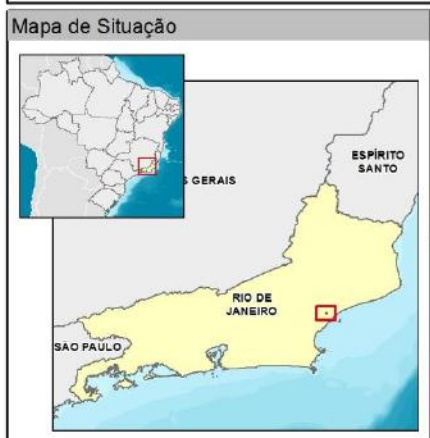 Mapa de Situação
ESPÍRITO
SANTO
S GERAIS
RIO DE
JANEIRO
SÃO PAULO